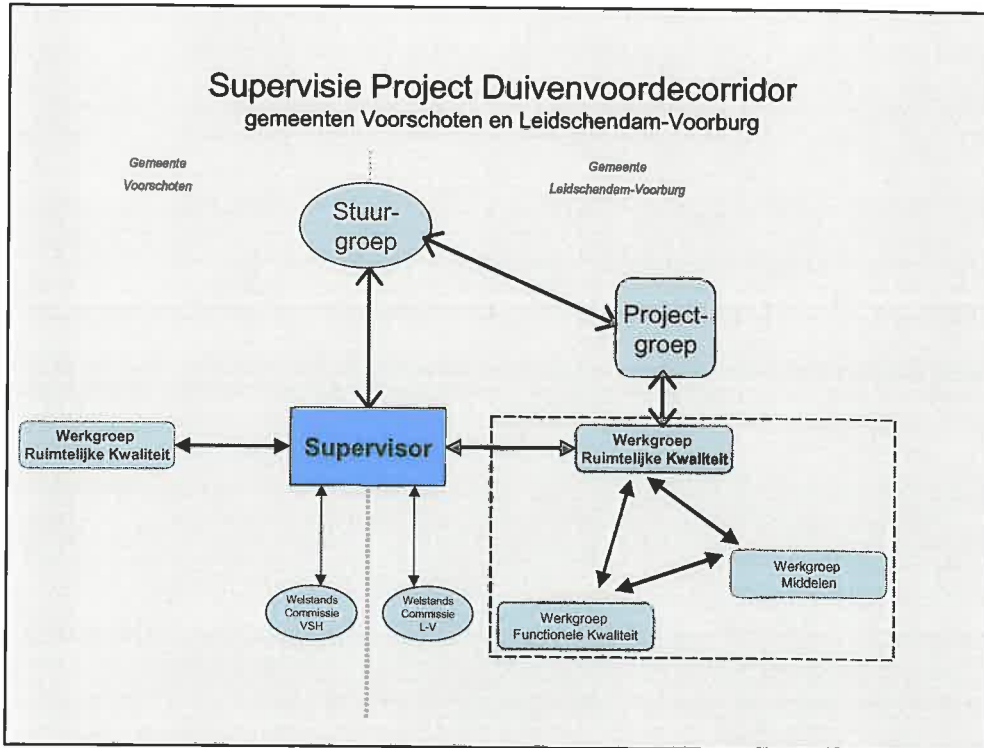 Supervisie Project Duivenvoordecorridor
gemeenten Voorschoten en Leidschendam-Voorburg
Gemeente
Voorschoten
Gemeente
Leidschendam-Voorburg
Stuur-
groep
Project-
groep
Werkgroep
Ruimtelijke Kwaliteit
Supervisor
Werkgroep
Ruimtelijke Kwaliteit
Werkgroep
Middelen
Welstands
Commissie
VSH
Welstands
Commissie
L-V
Werkgroep
Functionele Kwaliteit